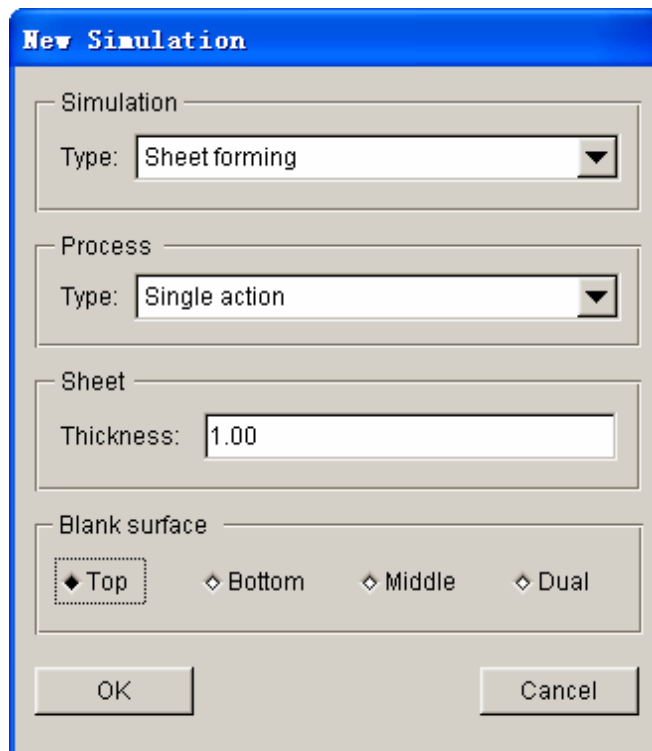 New Simulation
Simulation
Type: Sheet forming
Process
Type: Single action
Sheet
Thickness: 1.00
Blank surface
Top Bottom Middle Dual
OK Cancel